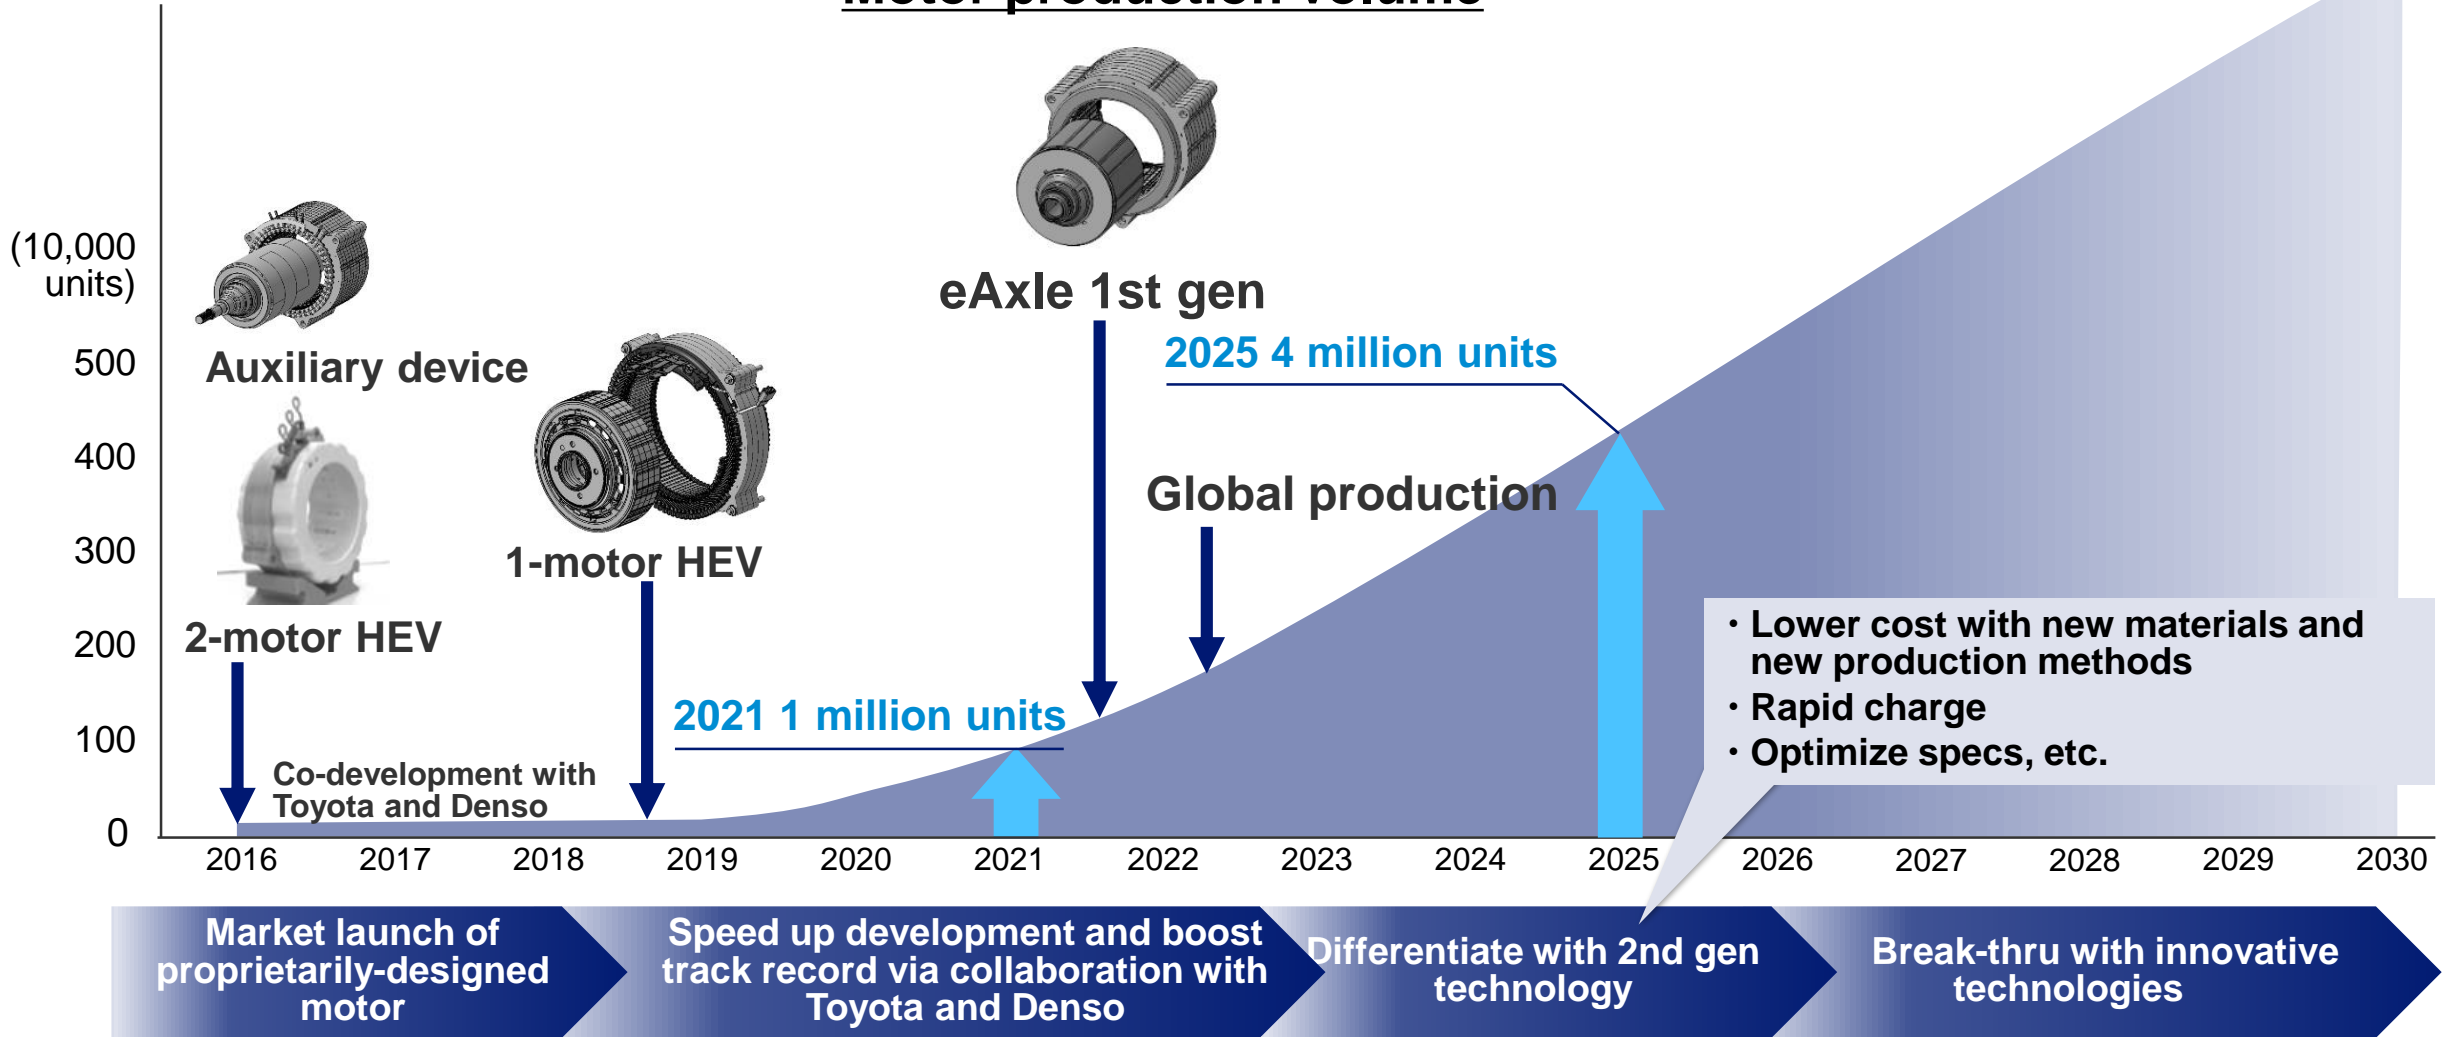 Motor production volume
(10,000
units)
500
400
300
200
100
0
Auxiliary device
2-motor HEV
Co-development with
Toyota and Denso
1-motor HEV
2021 1 million units
eAxle 1st gen
2025 4 million units
Global production
・Lower cost with new materials and
new production methods
・Rapid charge
・Optimize specs, etc.
2016 2017 2018 2019 2020 2021 2022 2023 2024 2025 2026 2027 2028 2029 2030
Market launch of
proprietarily-designed
motor
Speed up development and boost
track record via collaboration with
Toyota and Denso
Differentiate with 2nd gen
technology
Break-thru with innovative
technologies